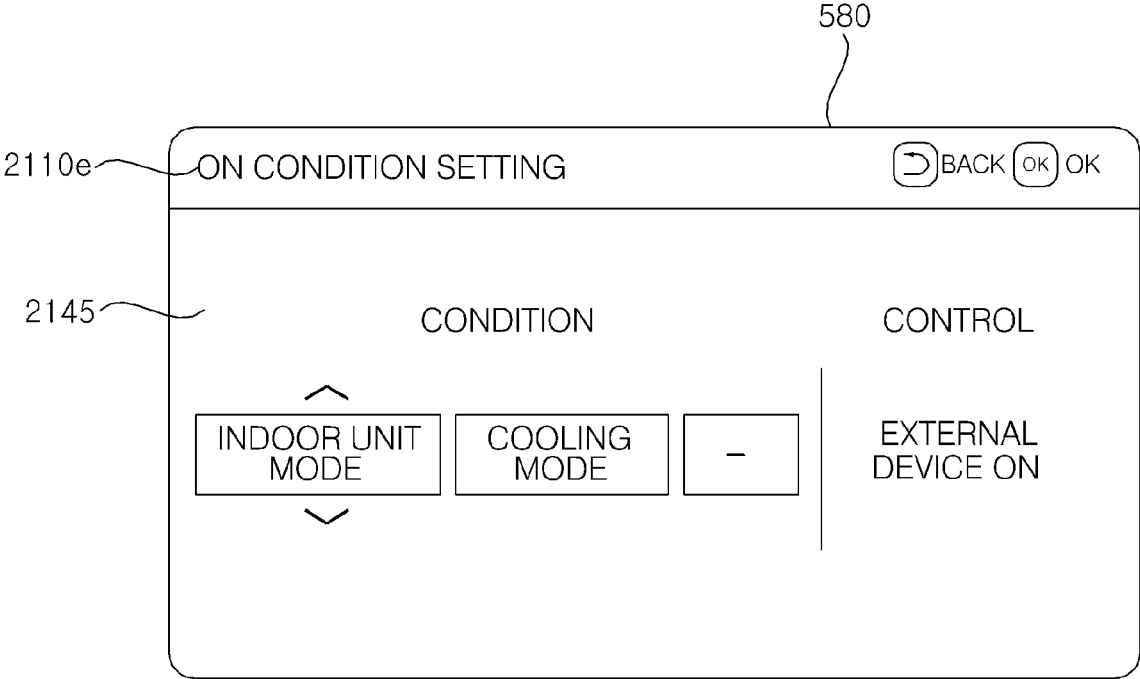 580
2110e
ON CONDITION SETTING
BACK OK OK
2145
CONDITION
CONTROL
INDOOR UNIT
MODE
COOLING
MODE
–
EXTERNAL
DEVICE ON